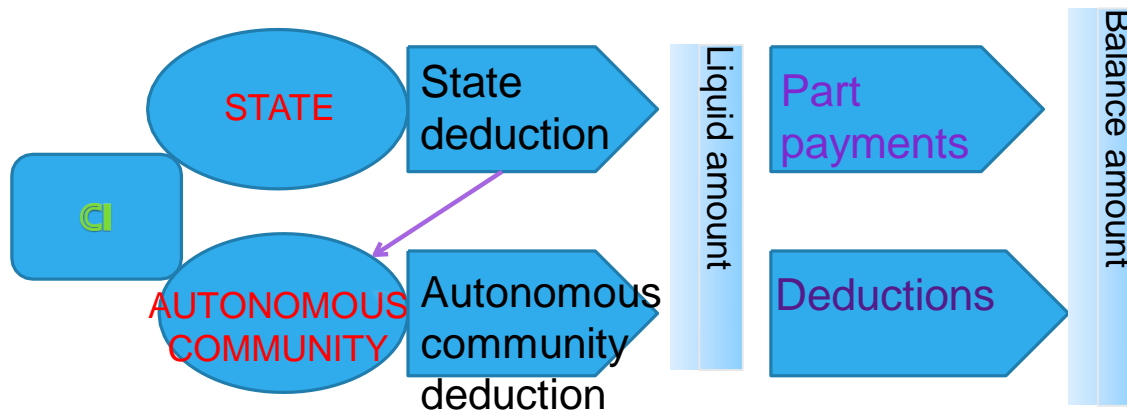 CI
STATE
State
deduction
AUTONOMOUS
COMMUNITY
Autonomous
community
deduction
Liquid amount
Part
payments
Deductions
Balance amount